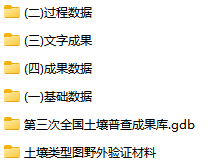 (二)过程数据
(三)文字成果
(四)成果数据
(一)基础数据
第三次全国土壤普查成果库.gdb
土壤类型图野外验证材料